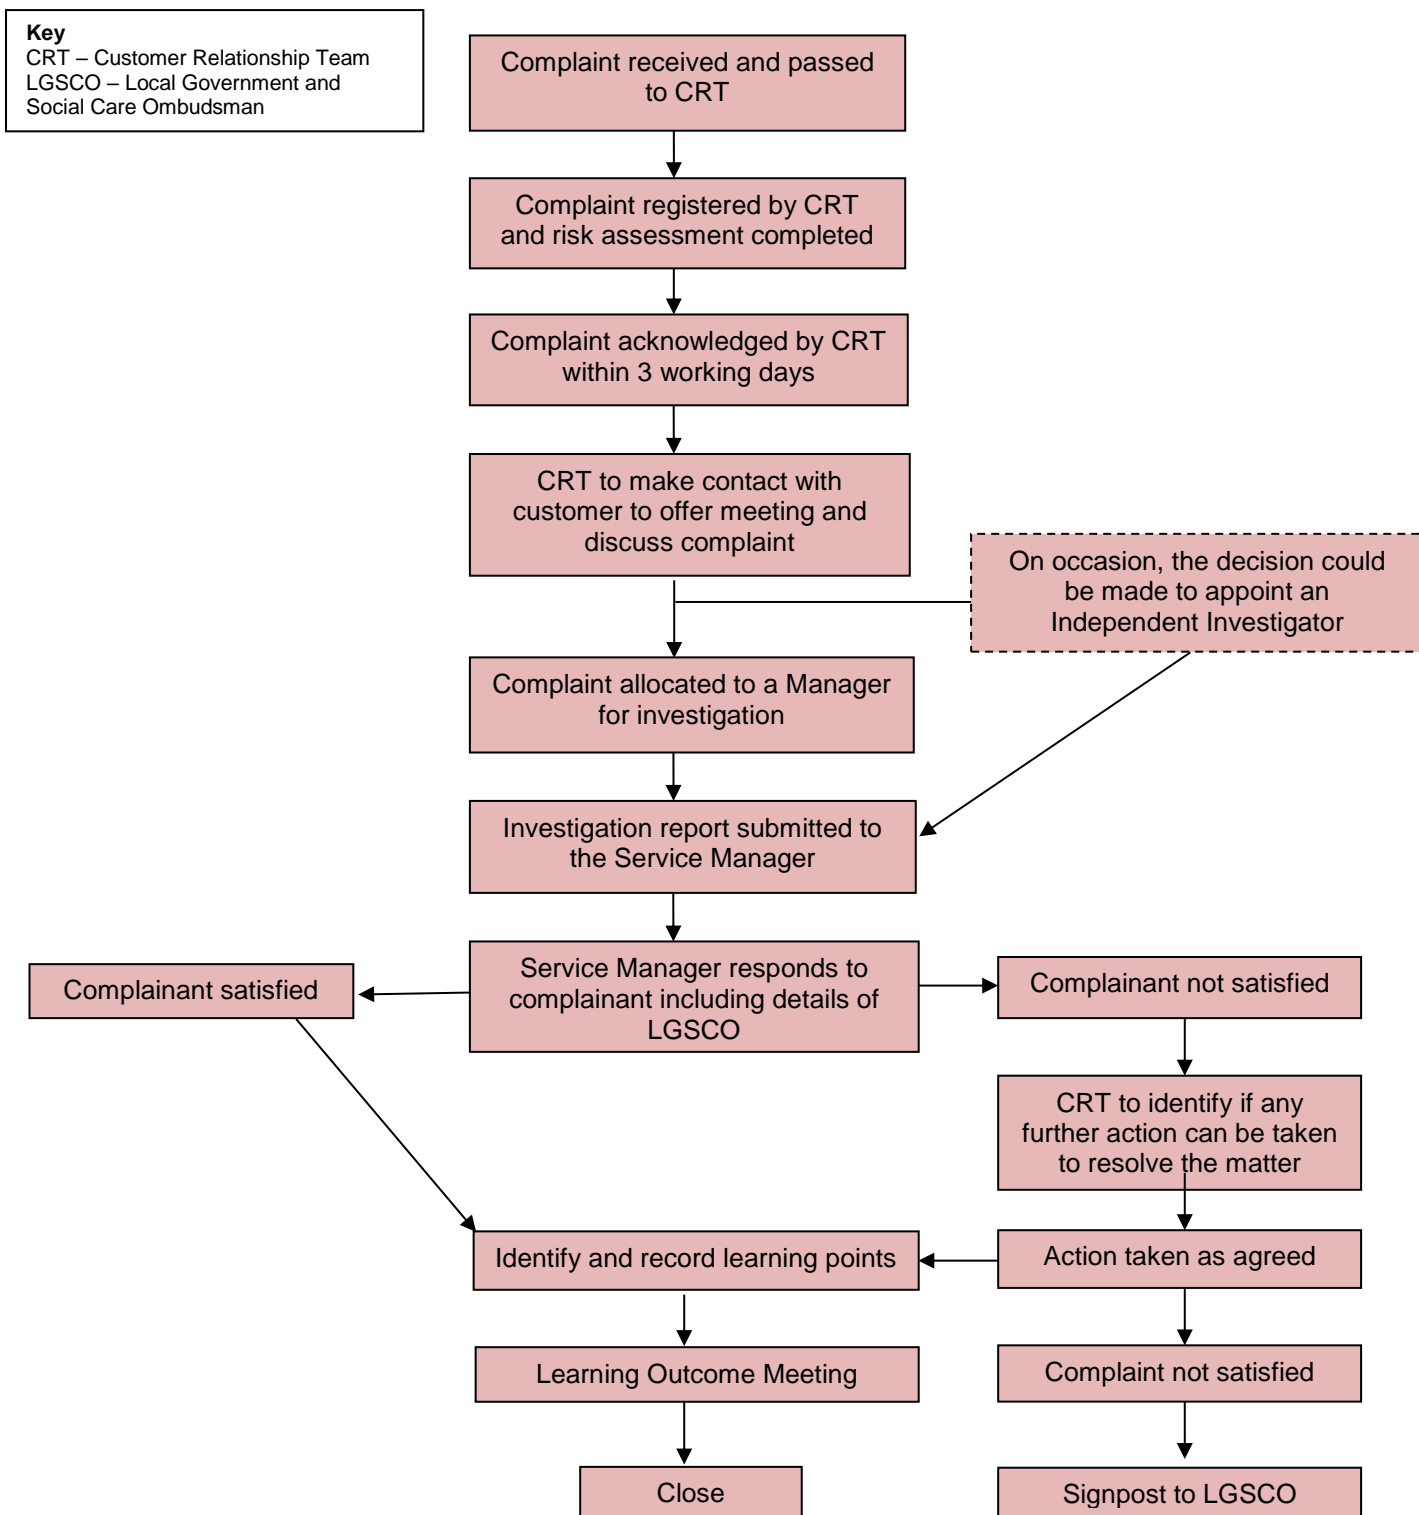 Key
CRT – Customer Relationship Team
LGSCO – Local Government and
Social Care Ombudsman
Complaint received and passed
to CRT
Complaint registered by CRT
and risk assessment completed
Complaint acknowledged by CRT
within 3 working days
CRT to make contact with
customer to offer meeting and
discuss complaint
On occasion, the decision could
be made to appoint an
Independent Investigator
Complaint allocated to a Manager
for investigation
Investigation report submitted to
the Service Manager
Service Manager responds to
complainant including details of
LGSCO
Complainant satisfied
Complainant not satisfied
CRT to identify if any
further action can be taken
to resolve the matter
Action taken as agreed
Identify and record learning points
Learning Outcome Meeting
Complaint not satisfied
Close
Signpost to LGSCO